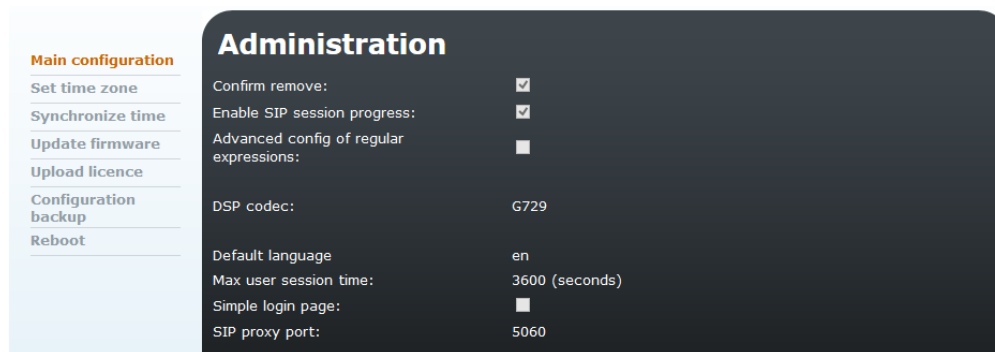 Main configuration
Set time zone
Synchronize time
Update firmware
Upload licence
Configuration
backup
Reboot
Administration
Confirm remove:
Enable SIP session progress:
Advanced config of regular
expressions:
DSP codec: G729
Default language en
Max user session time: 3600 (seconds)
Simple login page:
SIP proxy port: 5060